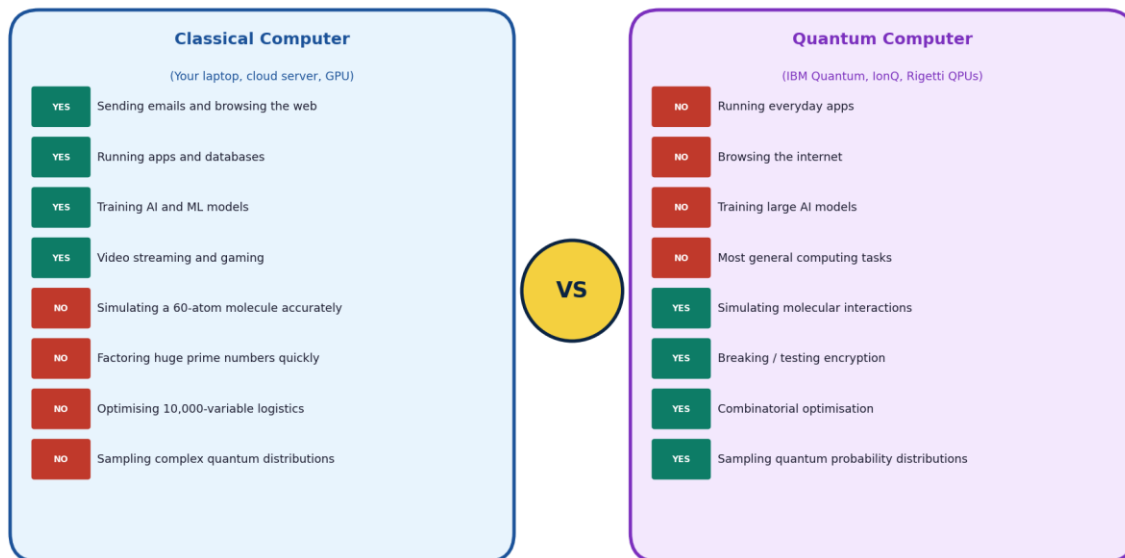 Classical Computer
(Your laptop, cloud server, GPU)
YES Sending emails and browsing the web
YES Running apps and databases
YES Training AI and ML models
YES Video streaming and gaming
NO Simulating a 60-atom molecule accurately
NO Factoring huge prime numbers quickly
NO Optimising 10,000-variable logistics
NO Sampling complex quantum distributions
VS
Quantum Computer
(IBM Quantum, IonQ, Rigetti QPUs)
NO Running everyday apps
NO Browsing the internet
NO Training large AI models
NO Most general computing tasks
YES Simulating molecular interactions
YES Breaking / testing encryption
YES Combinatorial optimisation
YES Sampling quantum probability distributions